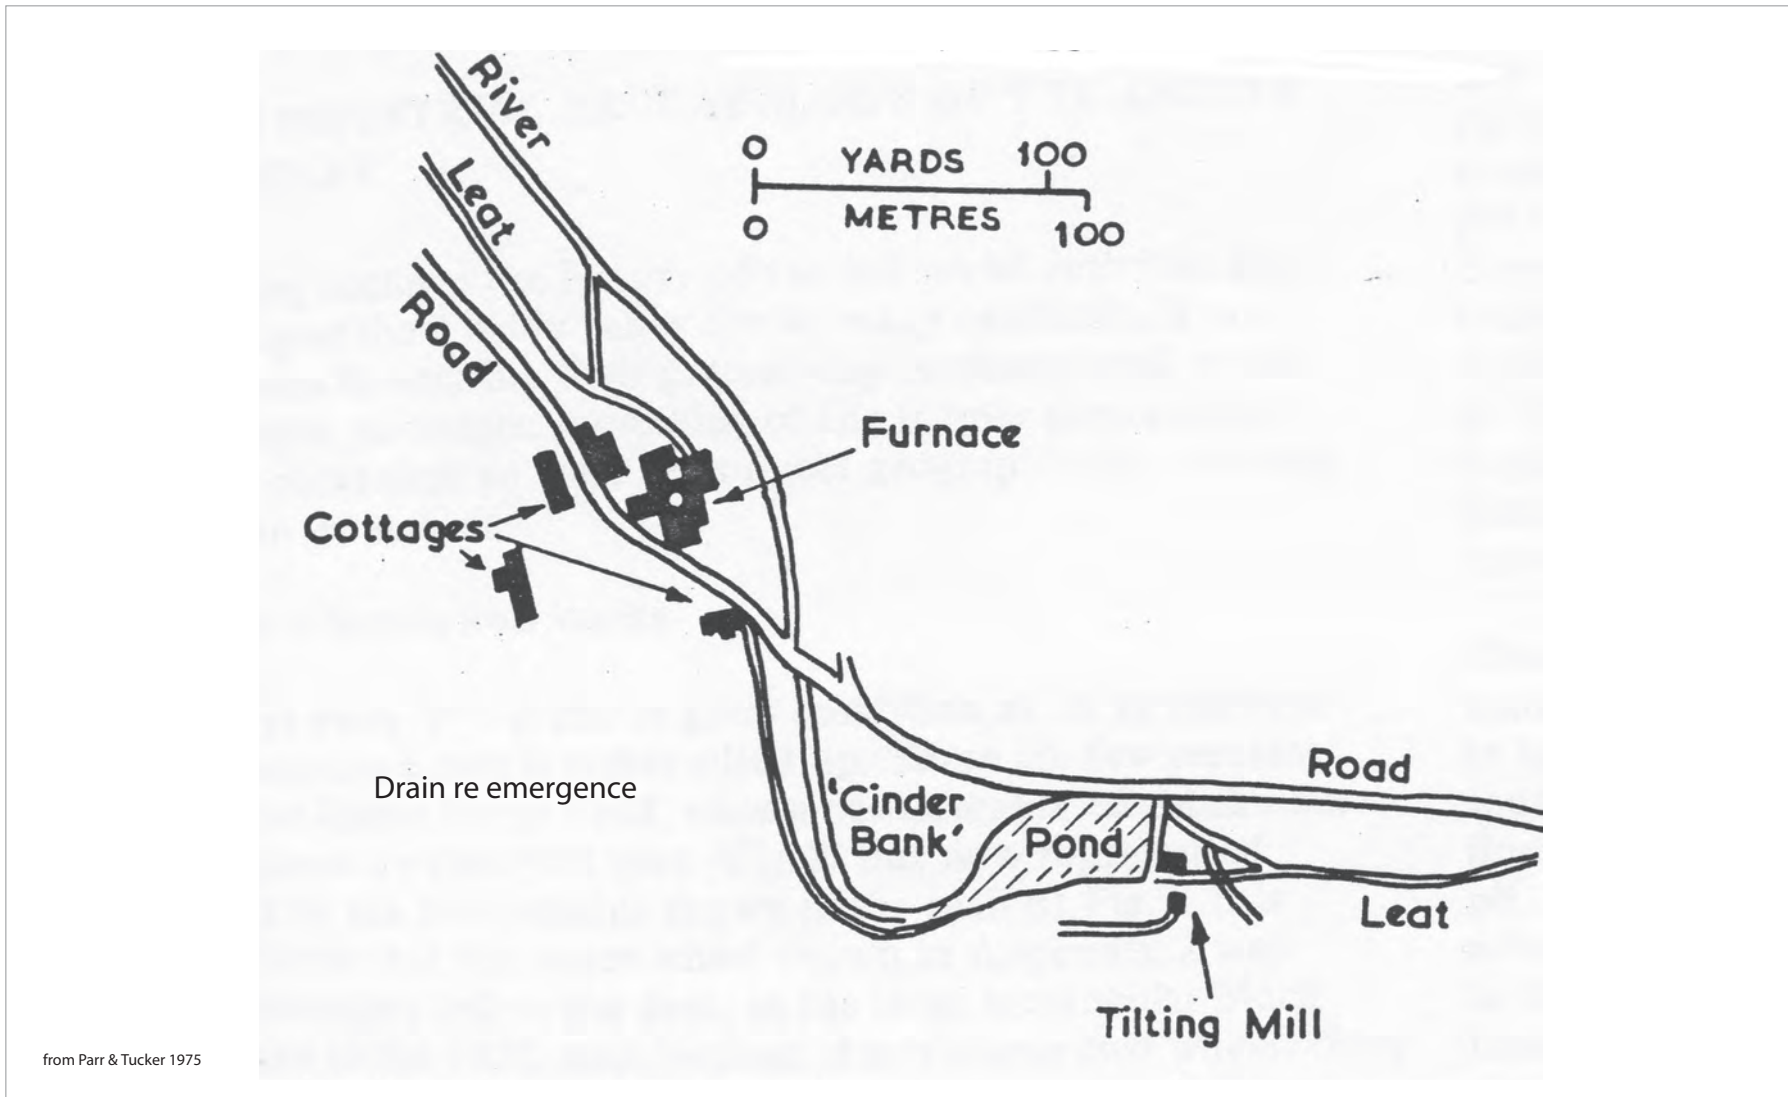 River
Leat
Road
0 YARDS 100
0 METRES 100
Furnace
Cottages
Drain re emergence
'Cinder
Bank'
Pond
Road
Leat
Tilting Mill
from Parr & Tucker 1975